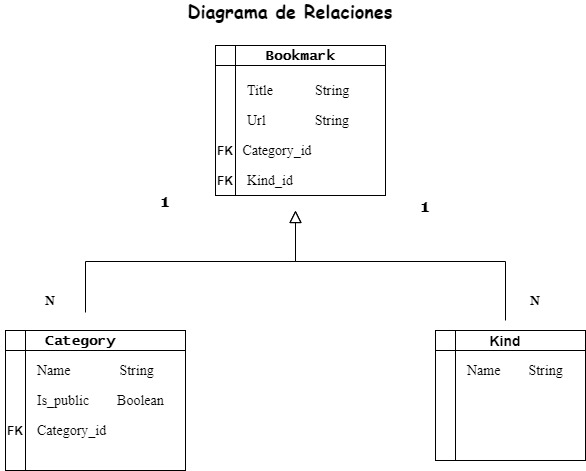 Diagrama de Relaciones
Bookmark
Title String
Url String
FK Category_id
FK Kind_id
1
1
N
N
Category
Name String
Is_public Boolean
FK Category_id
Kind
Name String